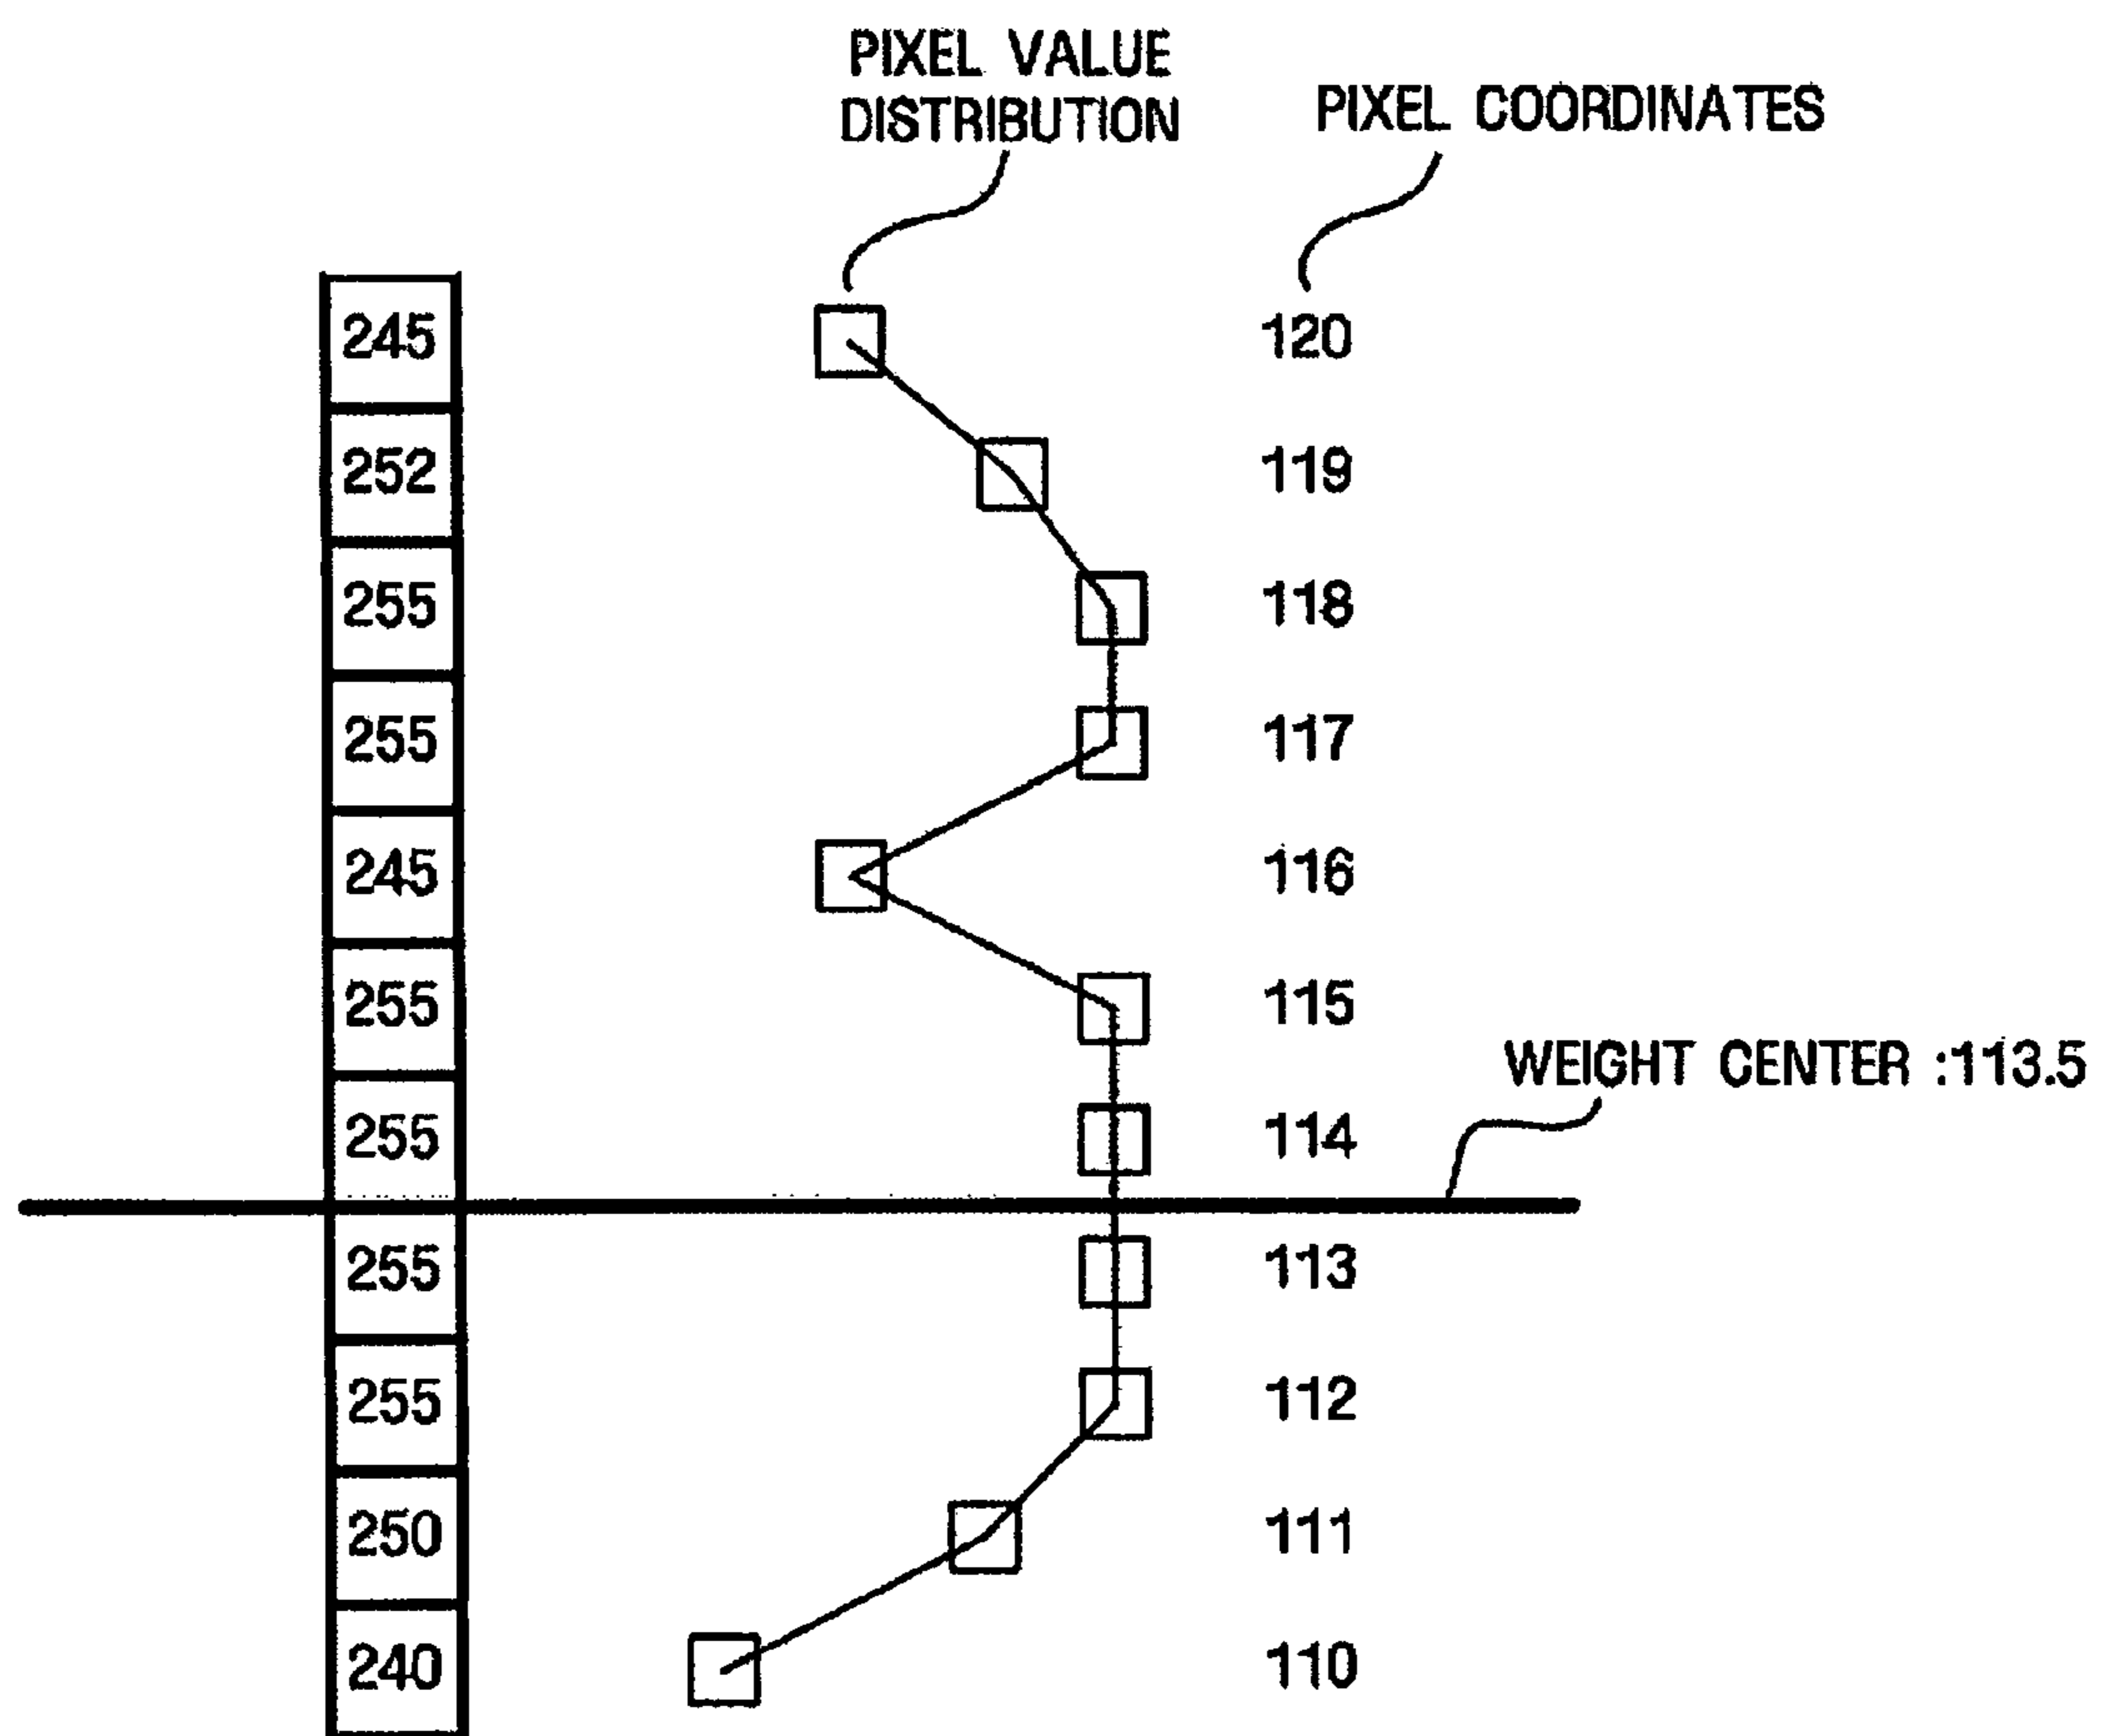 PIXEL VALUE
DISTRIBUTION
PIXEL COORDINATES
245 120
252 119
255 118
255 117
245 116
255 115
WEIGHT CENTER :113.5
255 114
255 113
255 112
250 111
240 110